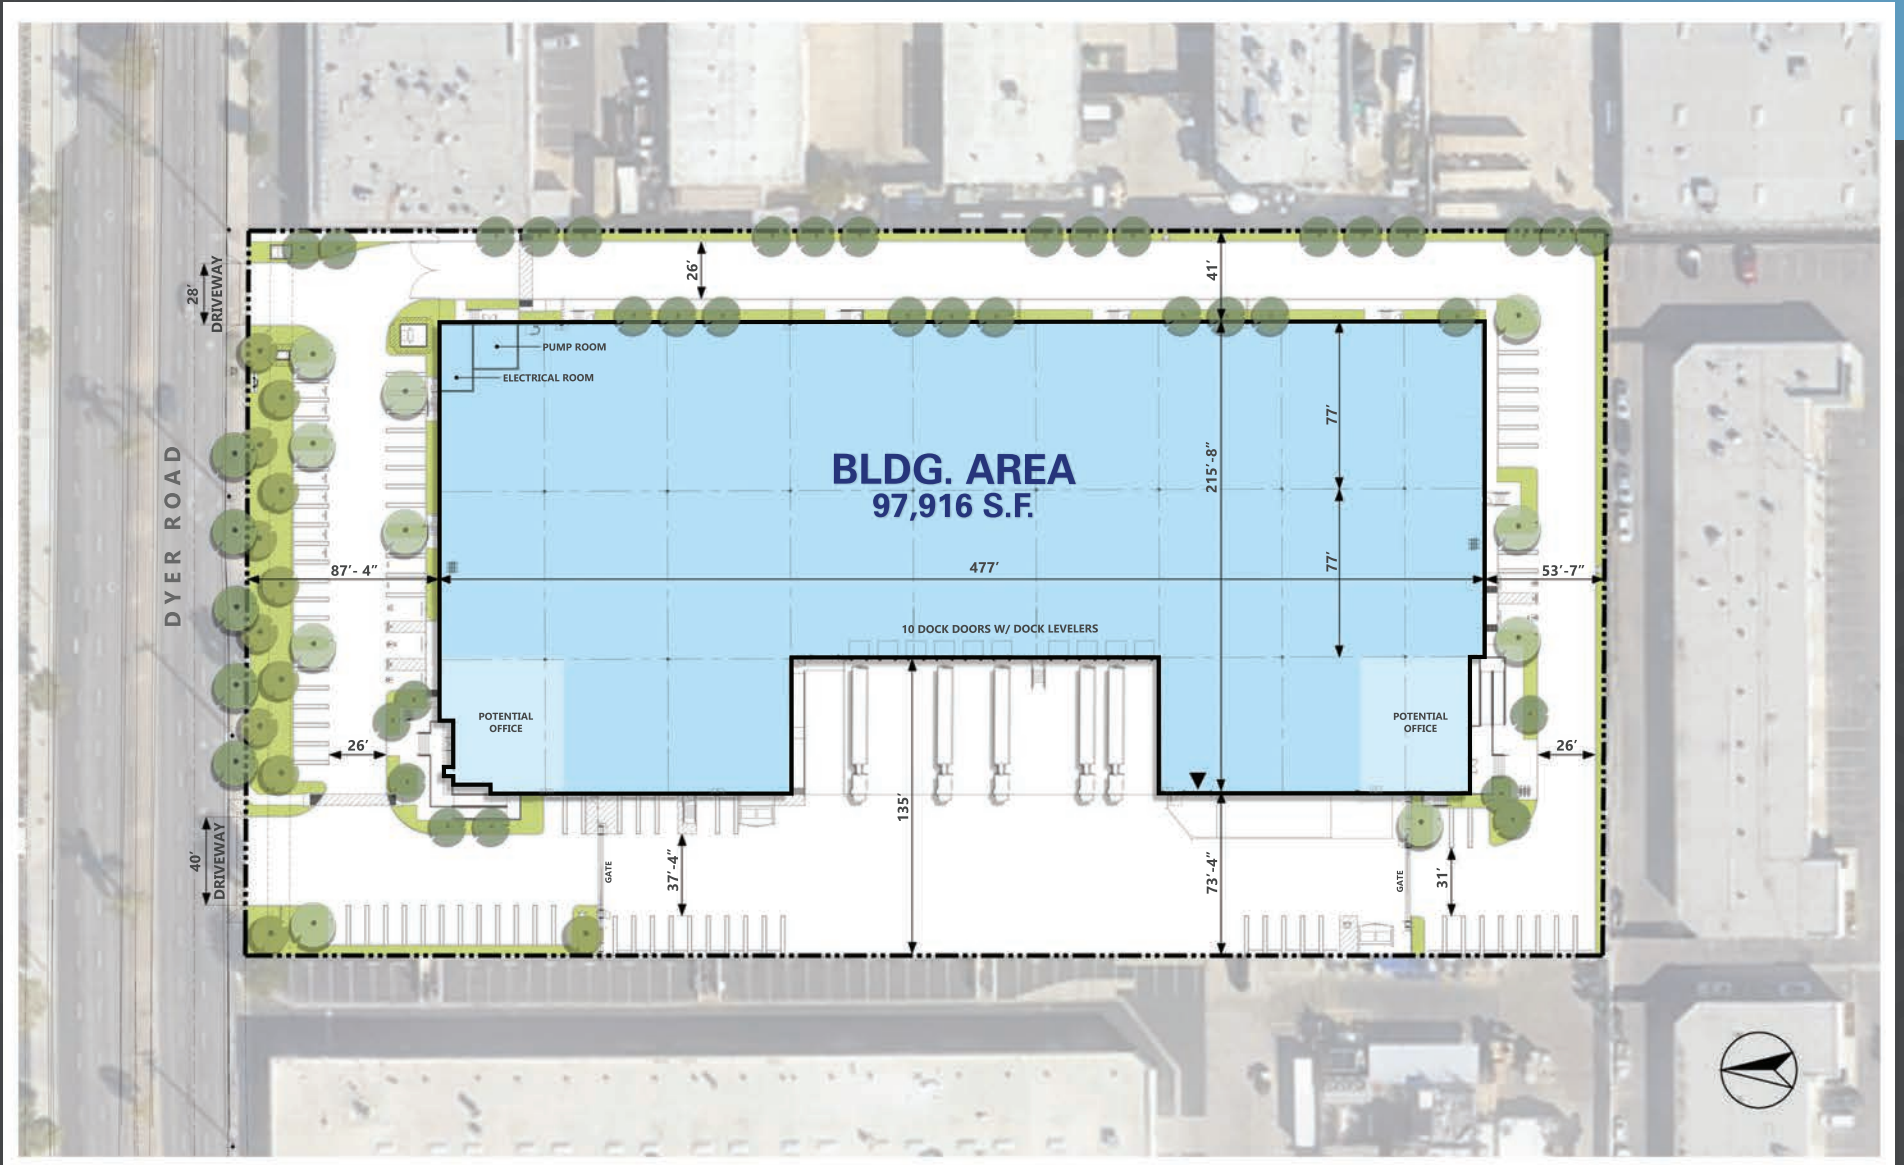 26’
41’
28’
DRIVEWAY
PUMP ROOM
ELECTRICAL ROOM
77’
BLDG. AREA
97,916 S.F.
215’-8”
DYER ROAD
77’
87’- 4”
477’
53’-7”
10 DOCK DOORS W/ DOCK LEVELERS
POTENTIAL
OFFICE
POTENTIAL
OFFICE
26’
26’
135’
40’
DRIVEWAY
GATE
37’-4”
73’-4”
GATE
31’